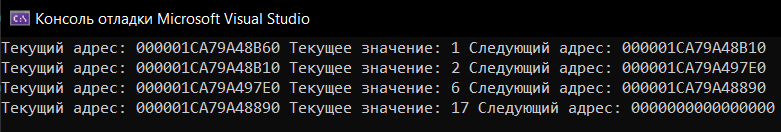 Консоль отладки Microsoft Visual Studio
Текущий адрес: 000001CA79A48B60 Текущее значение: 1 Следующий адрес: 000001CA79A48B10
Текущий адрес: 000001CA79A48B10 Текущее значение: 2 Следующий адрес: 000001CA79A497E0
Текущий адрес: 000001CA79A497E0 Текущее значение: 6 Следующий адрес: 000001CA79A48890
Текущий адрес: 000001CA79A48890 Текущее значение: 17 Следующий адрес: 0000000000000000